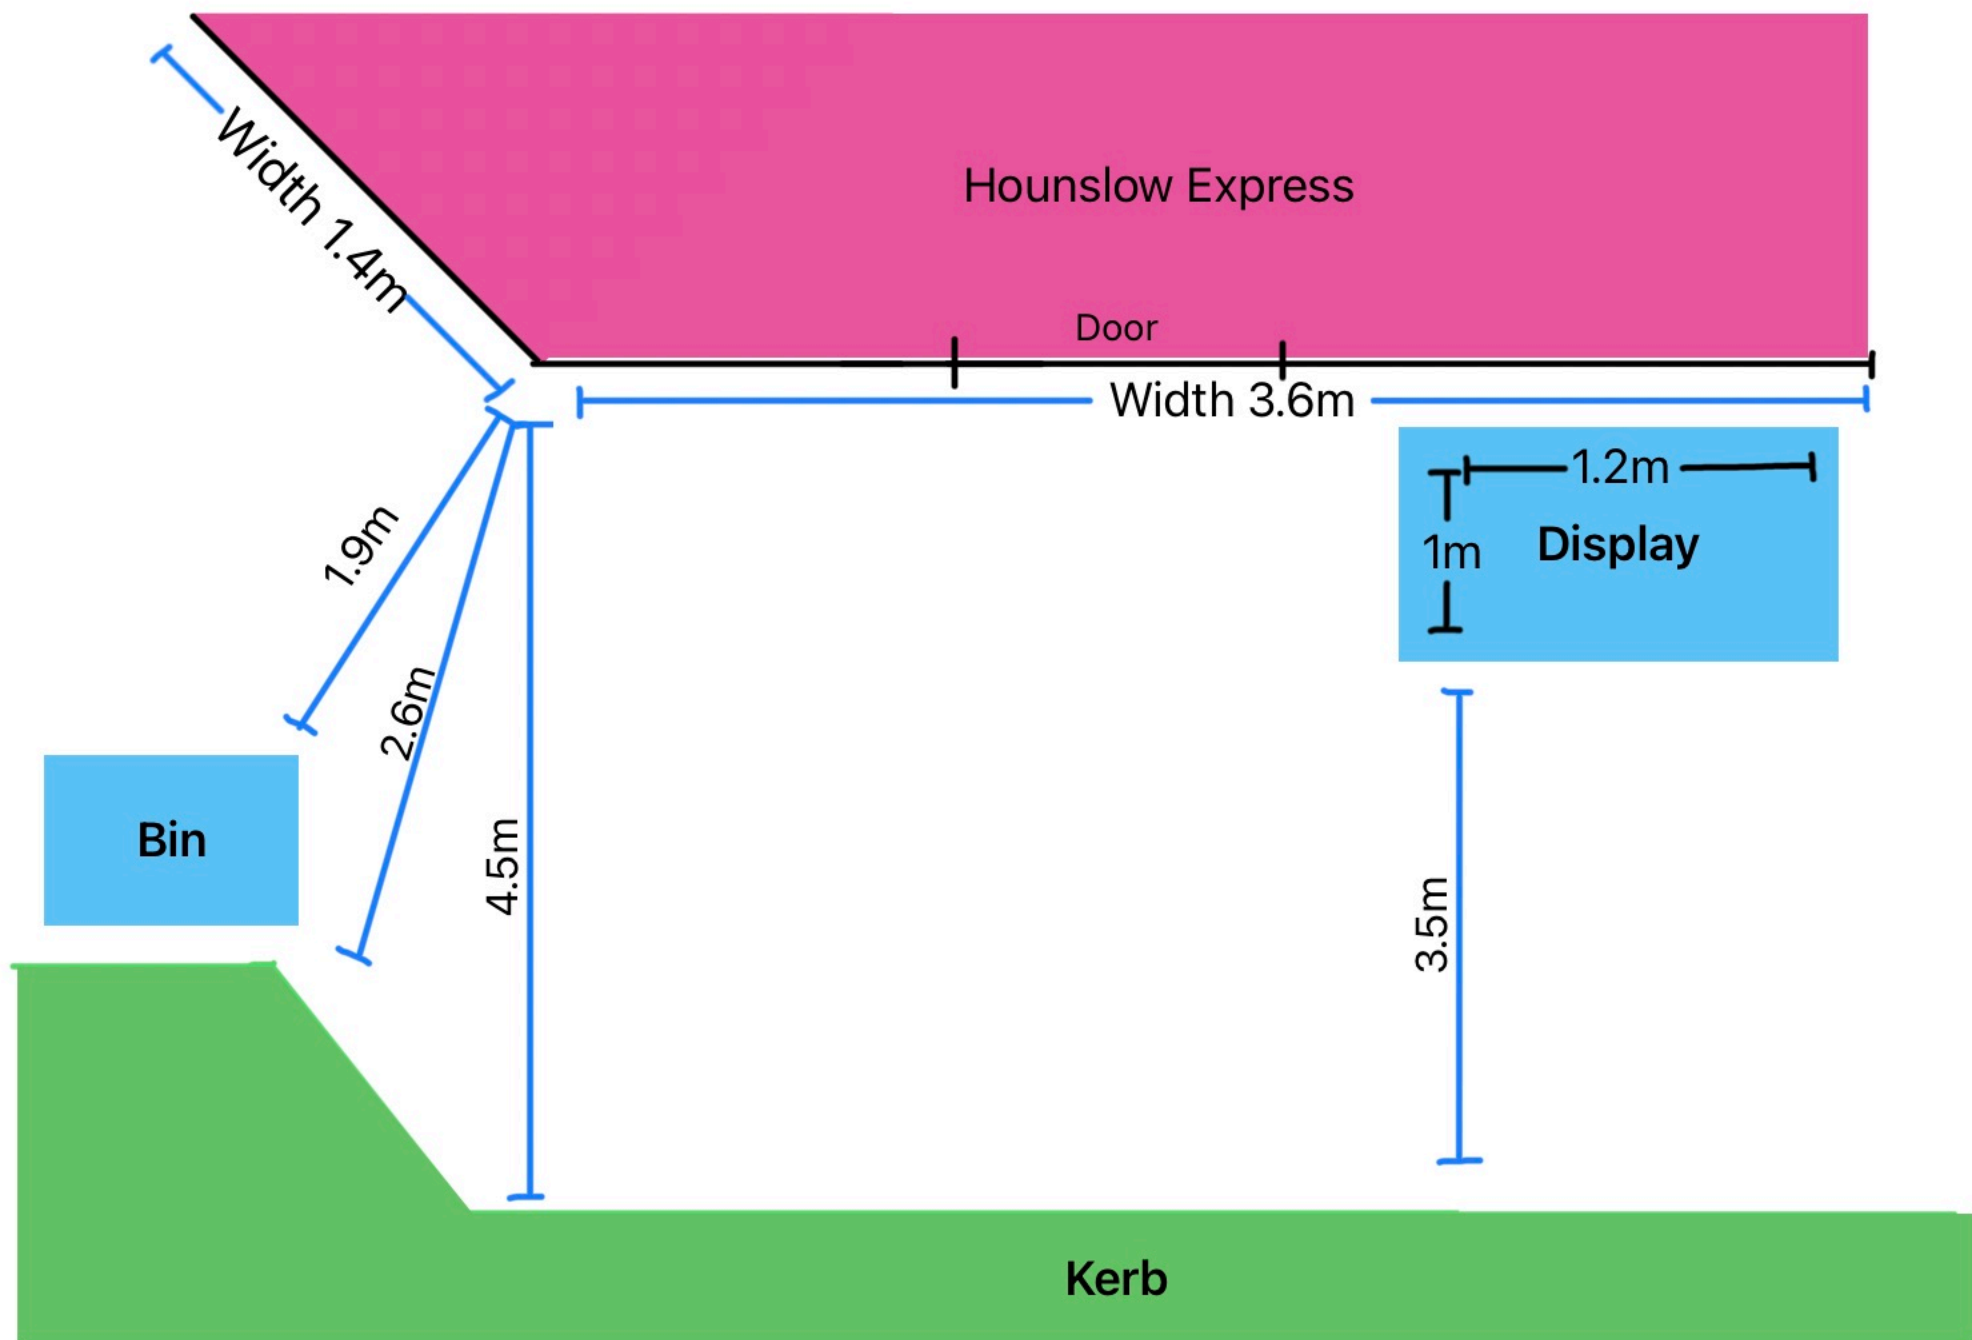 Hounslow Express
Width 1.4m
Door
Width 3.6m
1.2m
1m
Display
1.9m
2.6m
4.5m
3.5m
Bin
Kerb